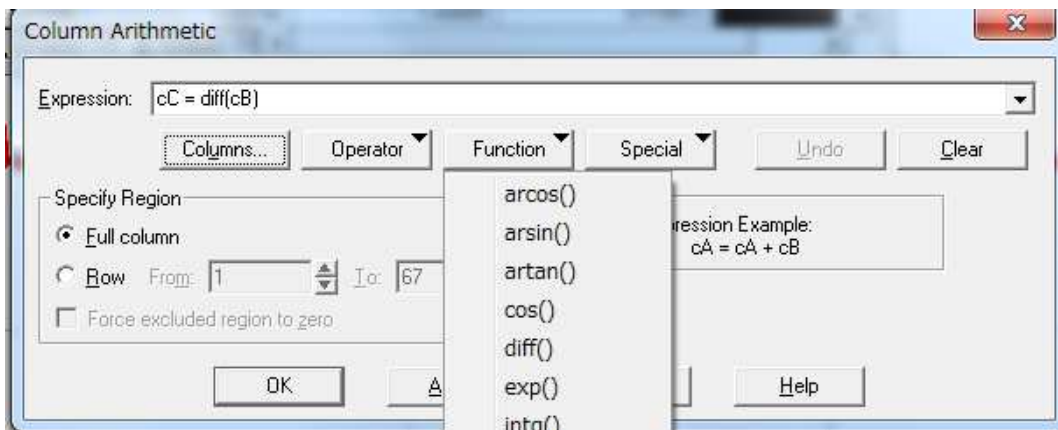 Column Arithmetic
Expression: cC = diff(cB)
Columns... Operator Function Special Undo Clear
Specify Region
Full column
Row From: 1 To: 67
Force excluded region to zero
arcos()
arsin()
artan()
cos()
diff()
exp()
intg()
Example:
cA = cA + cB
OK Help